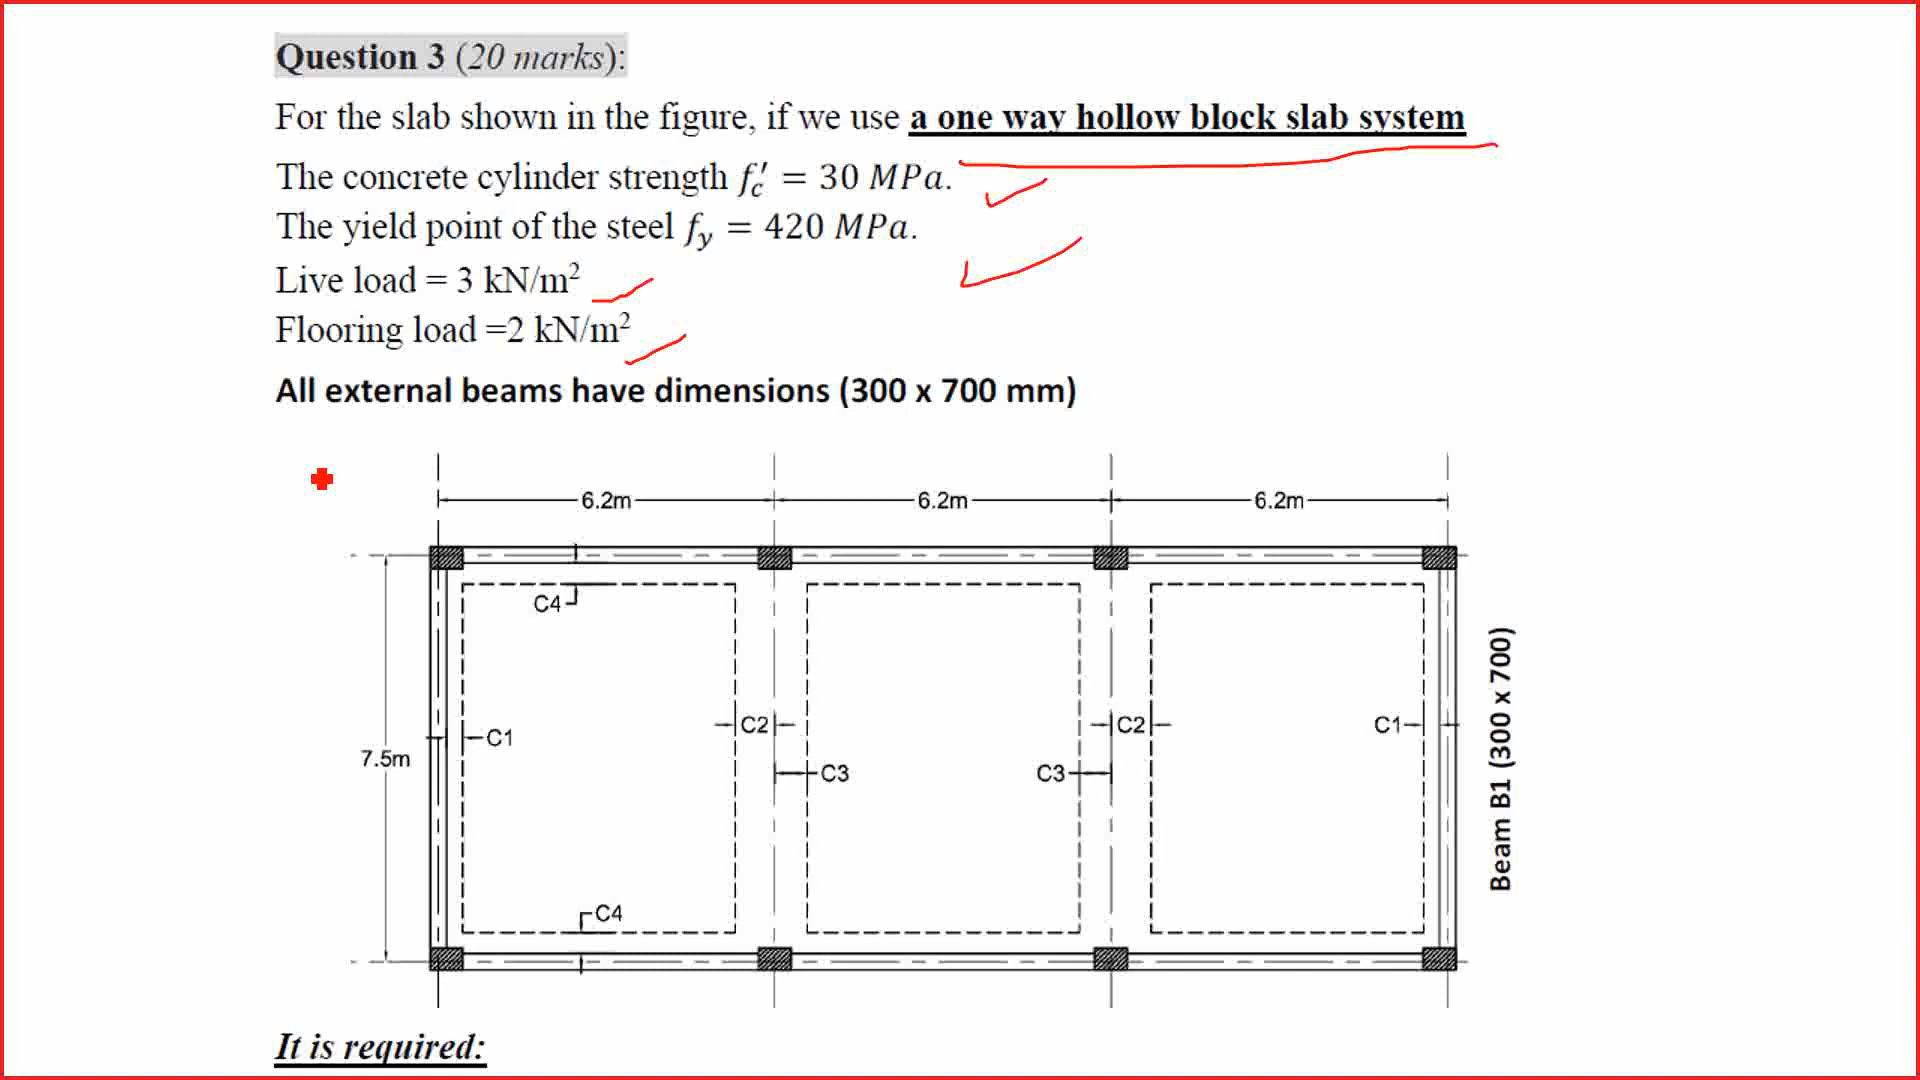 Question 3 (20 marks):
For the slab shown in the figure, if we use a one way hollow block slab system
The concrete cylinder strength f′c = 30 MPa.
The yield point of the steel fy = 420 MPa.
Live load = 3 kN/m²
Flooring load =2 kN/m²
All external beams have dimensions (300 x 700 mm)
6.2m 6.2m 6.2m
C4
C2 C2 C1
C1
7.5m
C3 C3
Beam B1 (300 x 700)
C4
It is required: